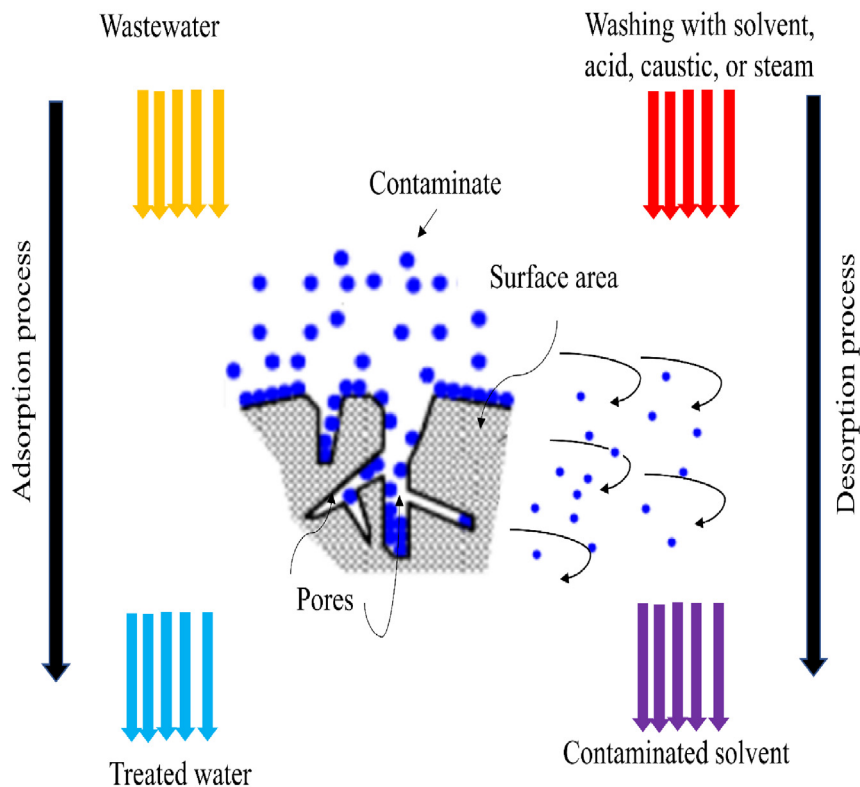 Wastewater
Washing with solvent,
acid, caustic, or steam
Contaminate
Surface area
Adsorption process
Desorption process
Pores
Treated water
Contaminated solvent